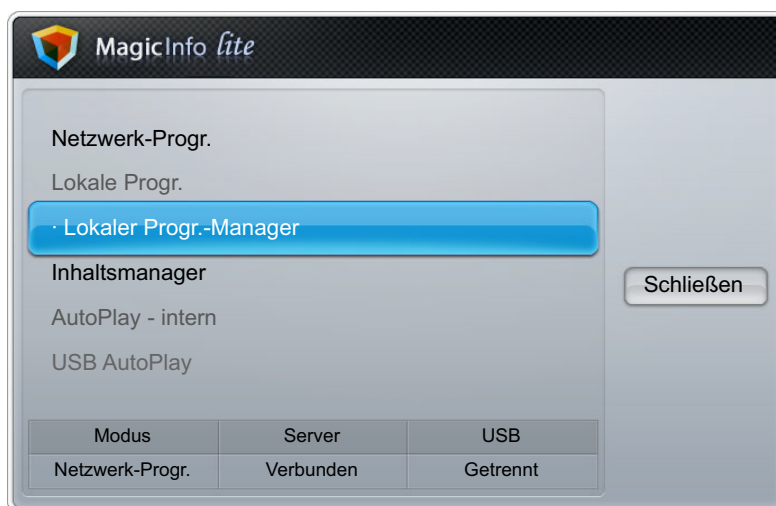 MagicInfo lite
Netzwerk-Progr.
Lokale Progr.
· Lokaler Progr.-Manager
Inhaltsmanager
AutoPlay - intern
USB AutoPlay
Schließen
Modus Server USB
Netzwerk-Progr. Verbunden Getrennt